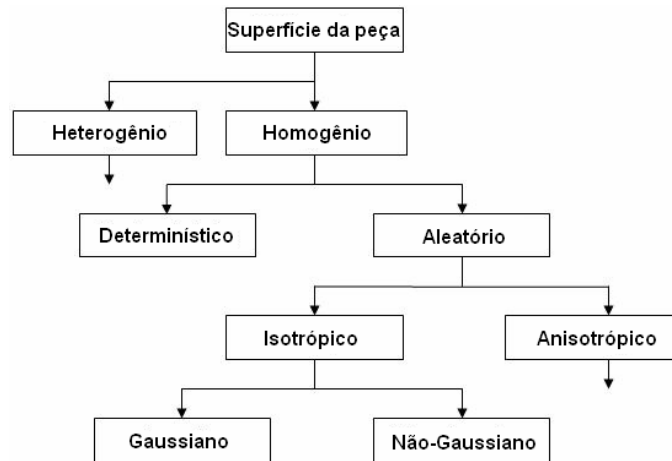 Superfície da peça
Heterogênio
Homogênio
Determinístico
Aleatório
Isotrópico
Anisotrópico
Gaussiano
Não-Gaussiano